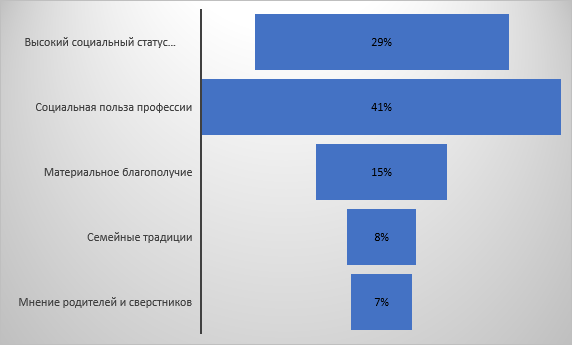 Высокий социальный статус...
29%
Социальная польза профессии
41%
Материальное благополучие
15%
Семейные традиции
8%
Мнение родителей и сверстников
7%